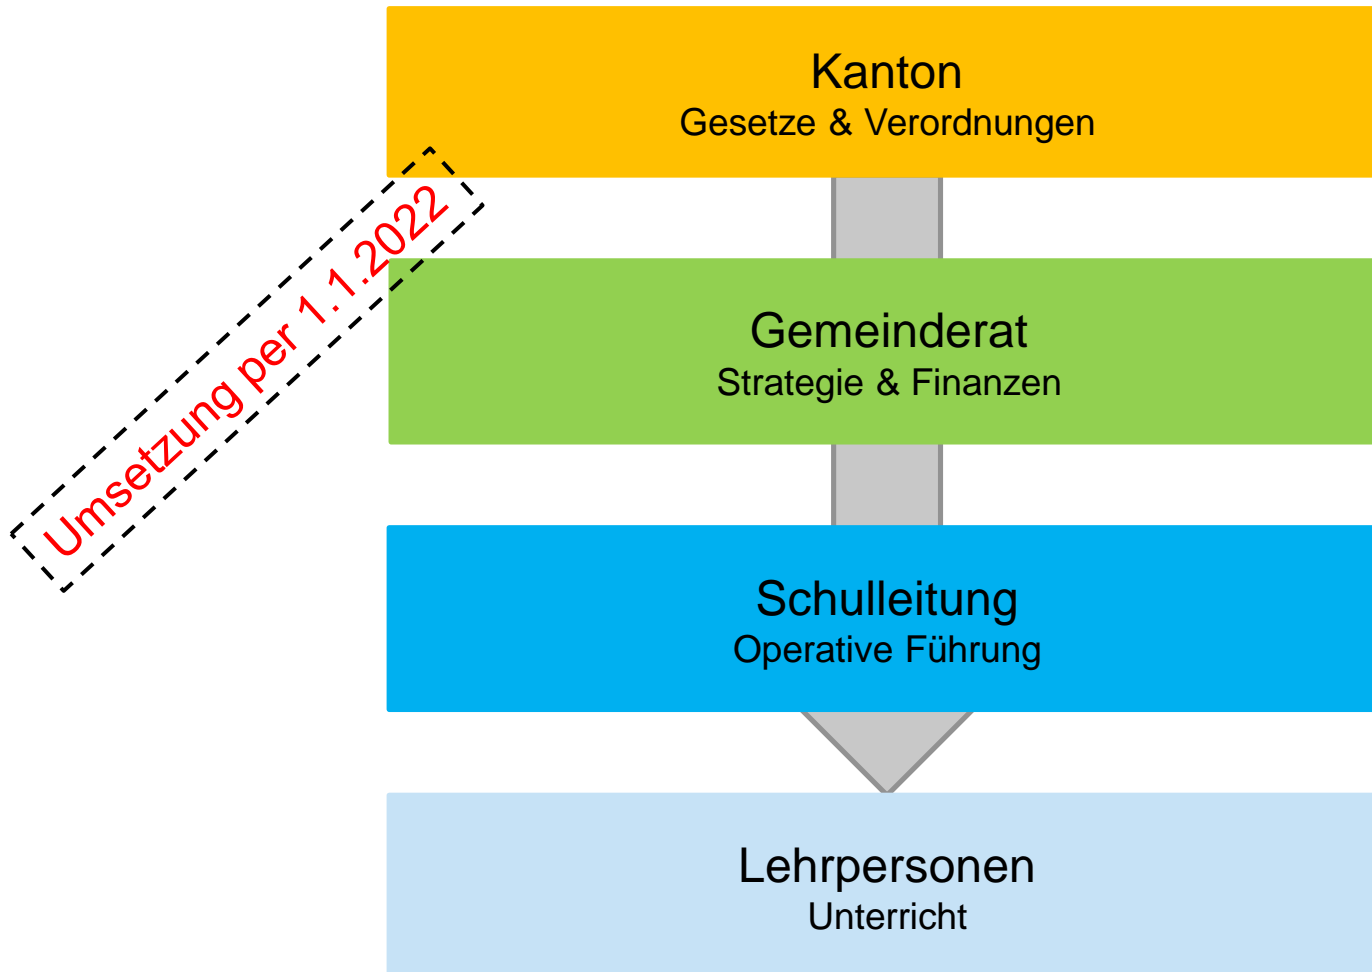 Kanton
Gesetze & Verordnungen
Umsetzung per 1.1.2022
Gemeinderat
Strategie & Finanzen
Schulleitung
Operative Führung
Lehrpersonen
Unterricht